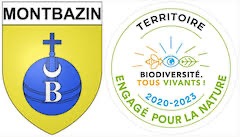 MONTBAZIN
B
TERRITOIRE
BIODIVERSITÉ.
TOUS VIVANTS !
2020-2023
ENGAGÉ POUR LA NATURE